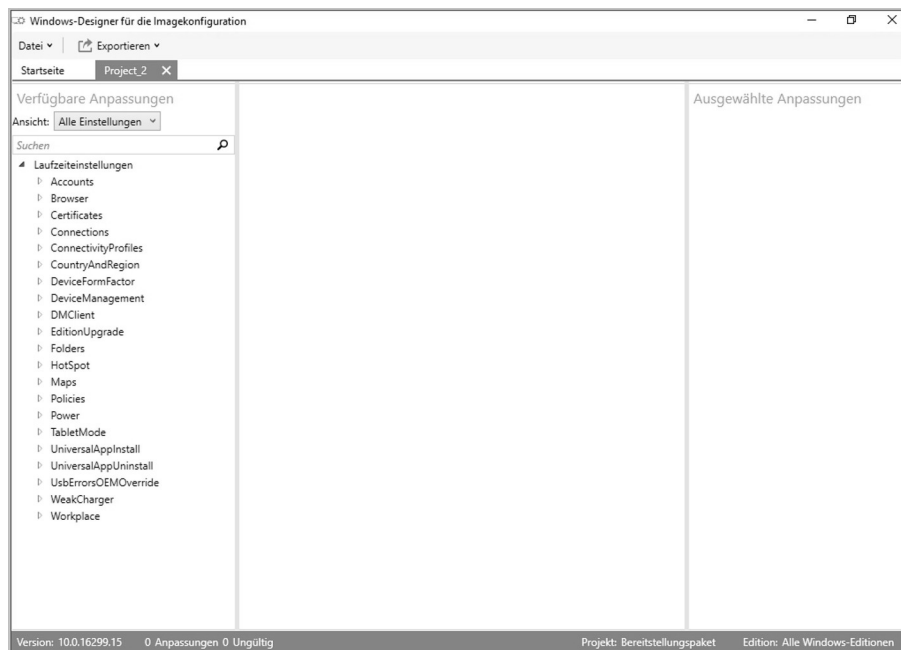 Windows-Designer für die Imagekonfiguration
Datei Exportieren
Startseite Project_2
Verfügbare Anpassungen
Ansicht: Alle Einstellungen
Suchen
Laufzeiteinstellungen
Accounts
Browser
Certificates
Connections
ConnectivityProfiles
CountryAndRegion
DeviceFormFactor
DeviceManagement
DMClient
EditionUpgrade
Folders
HotSpot
Maps
Policies
Power
TabletMode
UniversalAppInstall
UniversalAppUninstall
UsbErrorsOEMOverride
WeakCharger
Workplace
Ausgewählte Anpassungen
Version: 10.0.16299.15 0 Anpassungen 0 Ungültig Projekt: Bereitstellungspaket Edition: Alle Windows-Editionen